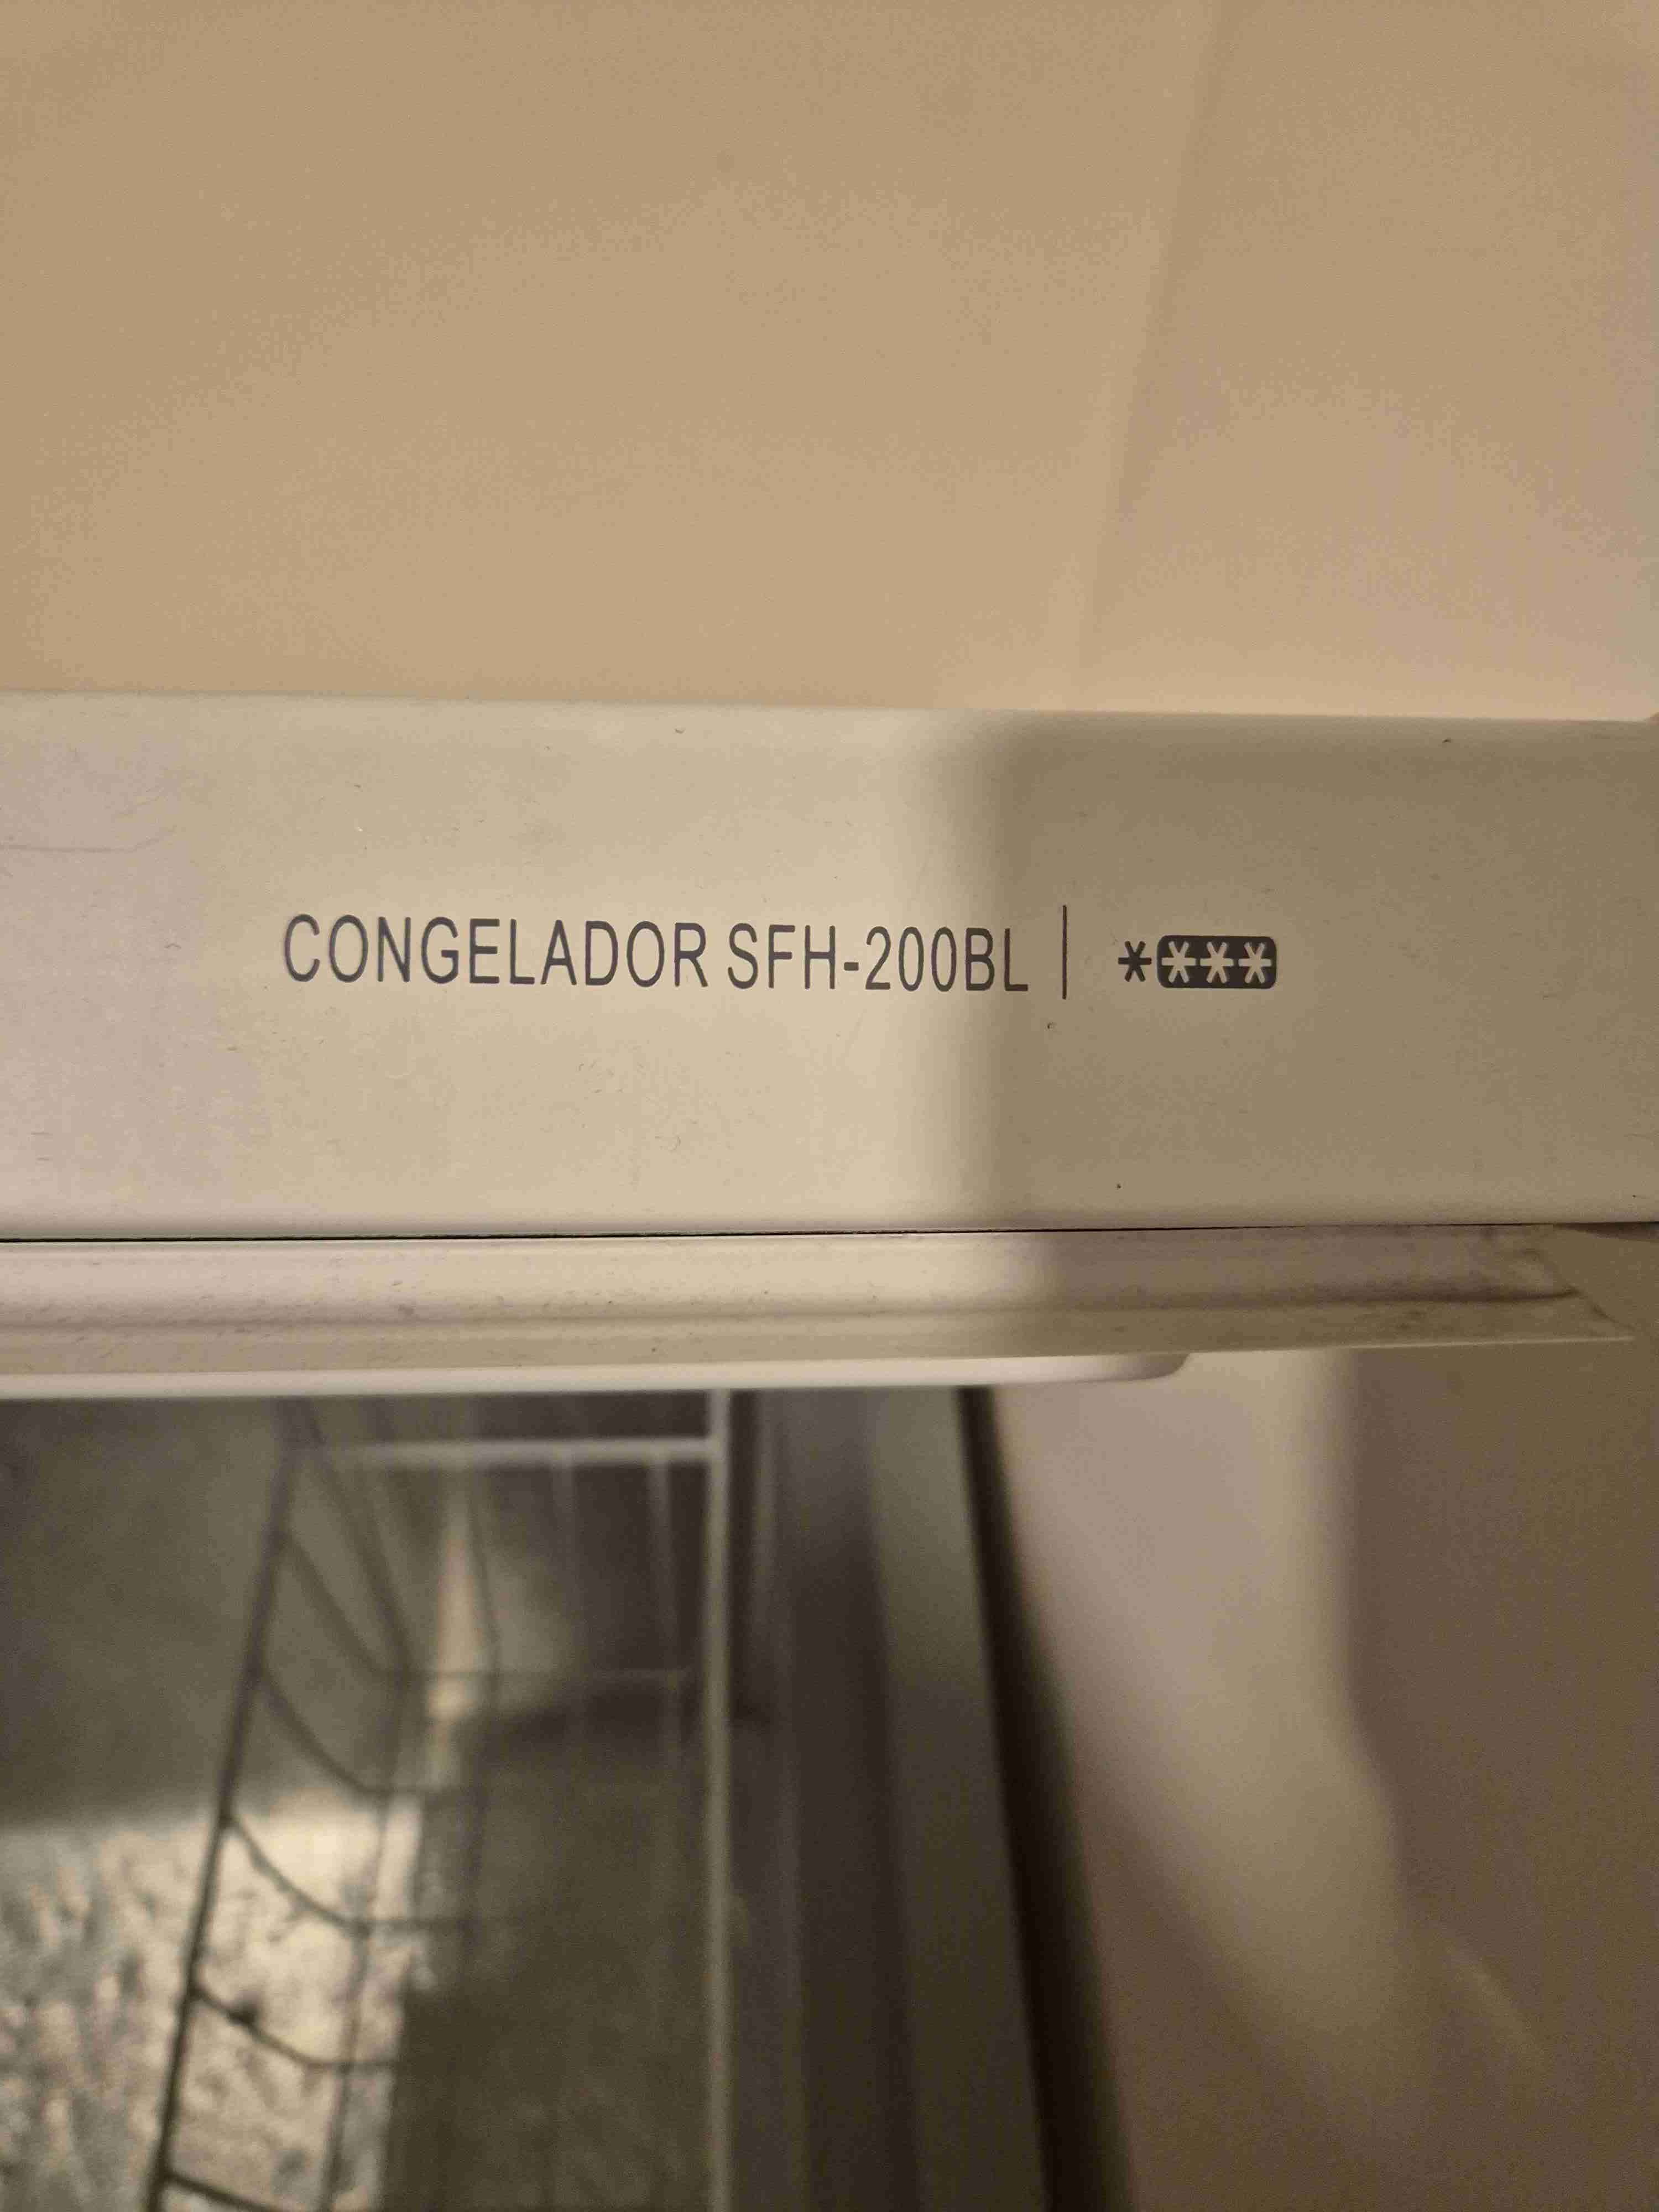 CONGELADOR SFH-200BL | ****